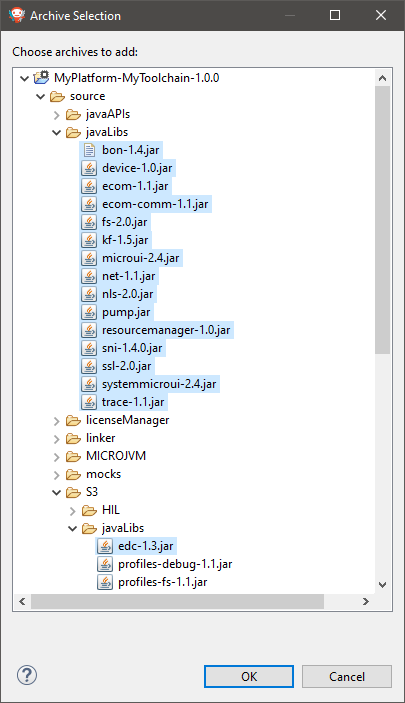 Archive Selection
Choose archives to add:
MyPlatform-MyToolchain-1.0.0
source
javaAPIs
javaLibs
bon-1.4.jar
device-1.0.jar
ecom-1.1.jar
ecom-comm-1.1.jar
fs-2.0.jar
kf-1.5.jar
microui-2.4.jar
net-1.1.jar
nls-2.0.jar
pump.jar
resourcemanager-1.0.jar
sni-1.4.0.jar
ssl-2.0.jar
systemmicroui-2.4.jar
trace-1.1.jar
licenseManager
linker
MICROJVM
mocks
S3
HIL
javaLibs
edc-1.3.jar
profiles-debug-1.1.jar
profiles-fs-1.1.jar
?
OK
Cancel